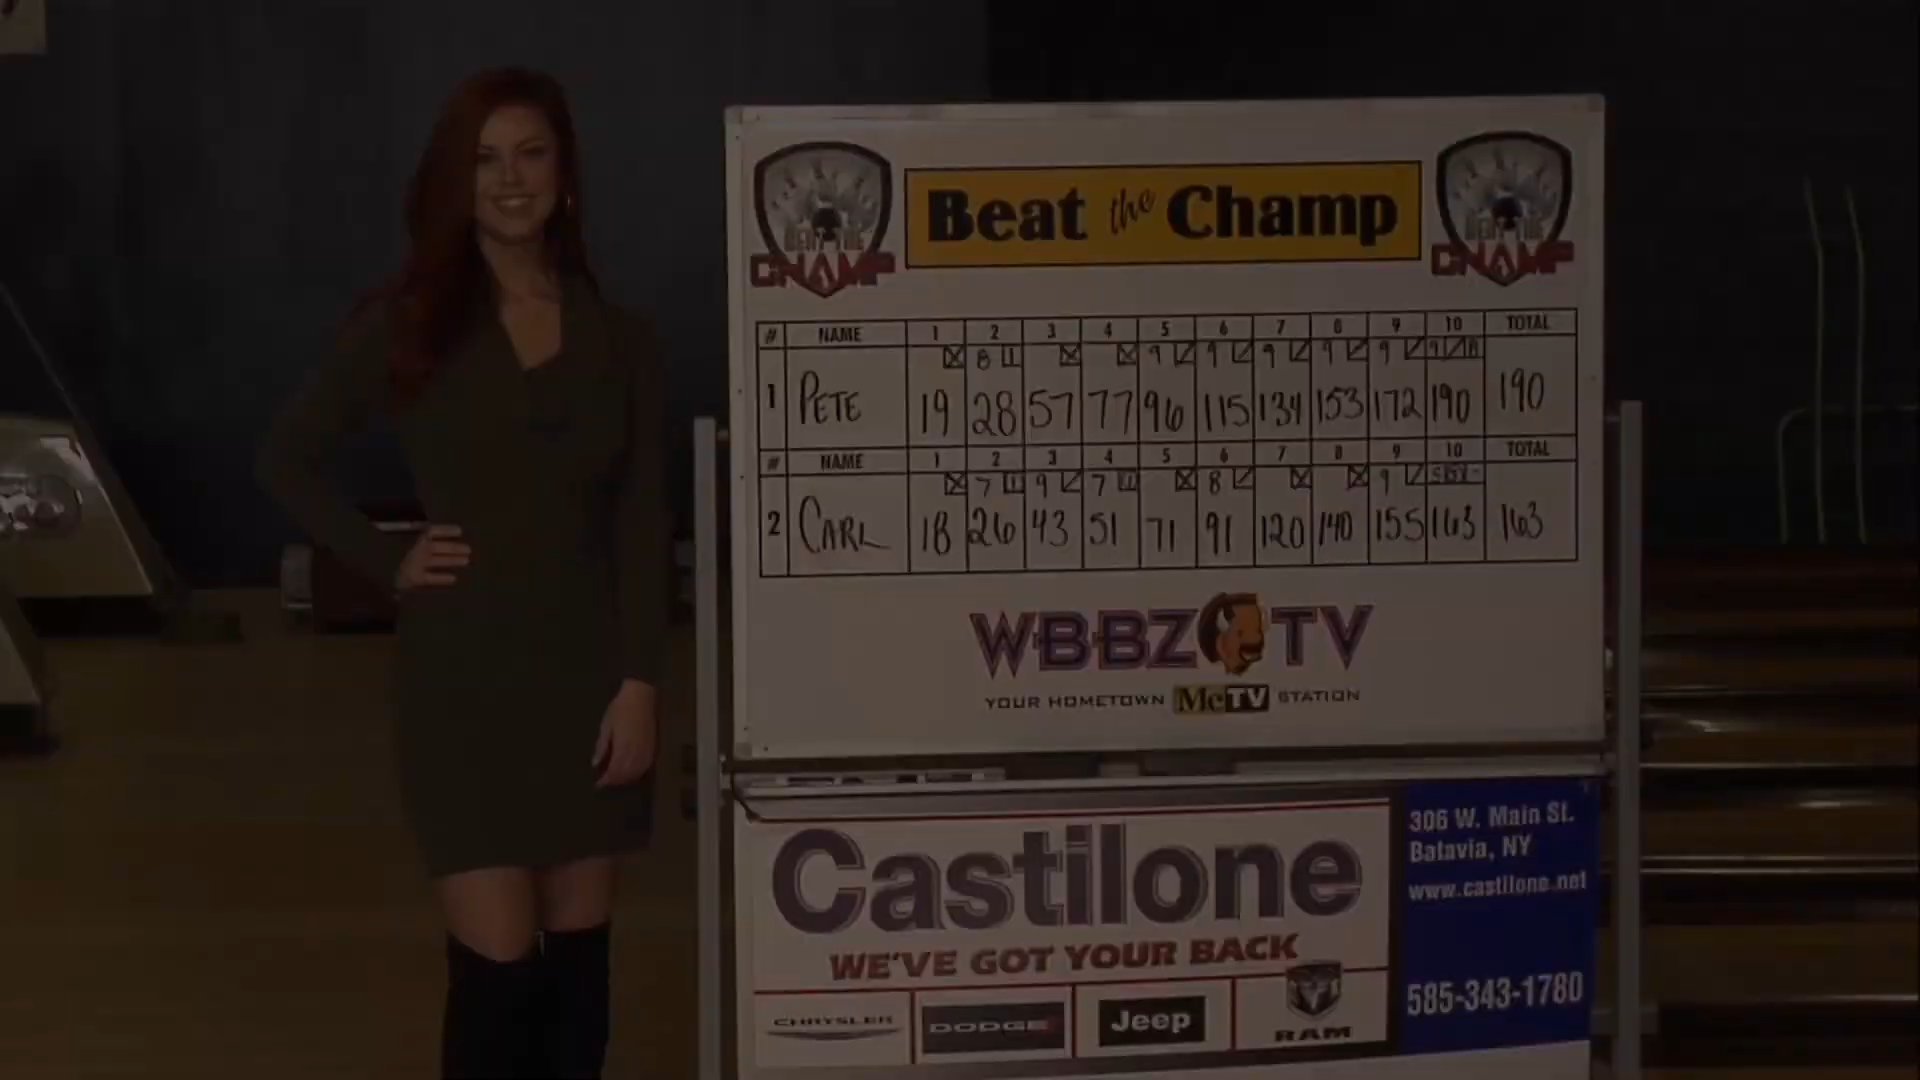 BEAT THE
CHAMP
Beat the Champ
BEAT THE
CHAMP
# NAME 1 2 3 4 5 6 7 8 9 10 TOTAL
X 8 1 X X 9 / 9 / 9 / 9 / 9 / 9 / 8
1 PETE 19 28 57 77 96 115 134 153 172 190 190
# NAME 1 2 3 4 5 6 7 8 9 10 TOTAL
X 7 1 9 / 7 1 X 8 / X X 9 /
2 CARL 18 26 43 51 71 91 120 140 155 163 163
WBBZ TV
YOUR HOMETOWN MeTV STATION
Castilone
WE'VE GOT YOUR BACK
CHRYSLER DODGE Jeep RAM
306 W. Main St.
Batavia, NY
www.castilone.net
585-343-1780